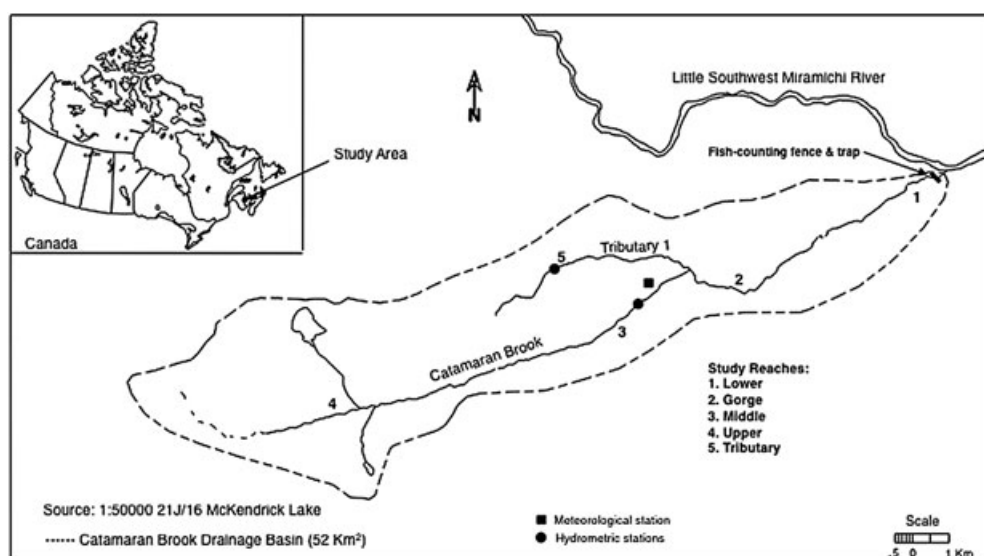 Study Area
Canada
N
Little Southwest Miramichi River
Fish-counting fence & trap
1
Tributary 1
5
2
3
Catamaran Brook
4
Study Reaches:
1. Lower
2. Gorge
3. Middle
4. Upper
5. Tributary
Source: 1:50000 21J/16 McKendrick Lake
Catamaran Brook Drainage Basin (52 Km²)
Meteorological station
Hydrometric stations
Scale
.5 0 1 Km